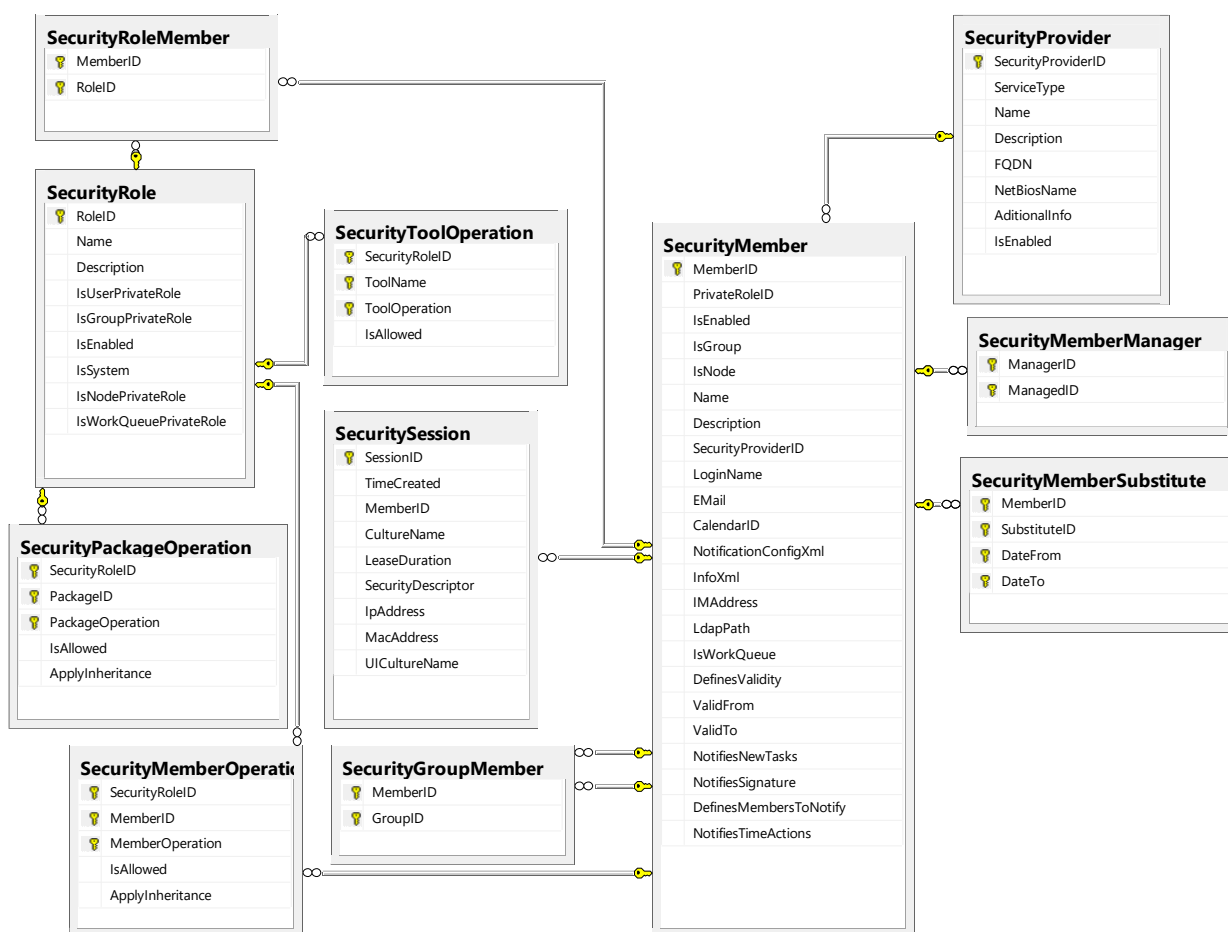 SecurityRoleMember
MemberID
RoleID
SecurityRole
RoleID
Name
Description
IsUserPrivateRole
IsGroupPrivateRole
IsEnabled
IsSystem
IsNodePrivateRole
IsWorkQueuePrivateRole
SecurityPackageOperation
SecurityRoleID
PackageID
PackageOperation
IsAllowed
ApplyInheritance
SecurityMemberOperatic
SecurityRoleID
MemberID
MemberOperation
IsAllowed
ApplyInheritance
SecurityToolOperation
SecurityRoleID
ToolName
ToolOperation
IsAllowed
SecuritySession
SessionID
TimeCreated
MemberID
CultureName
LeaseDuration
SecurityDescriptor
IpAddress
MacAddress
UICultureName
SecurityGroupMember
MemberID
GroupID
SecurityMember
MemberID
PrivateRoleID
IsEnabled
IsGroup
IsNode
Name
Description
SecurityProviderID
LoginName
EMail
CalendarID
NotificationConfigXml
InfoXml
IMAddress
LdapPath
IsWorkQueue
DefinesValidity
ValidFrom
ValidTo
NotifiesNewTasks
NotifiesSignature
DefinesMembersToNotify
NotifiesTimeActions
SecurityProvider
SecurityProviderID
ServiceType
Name
Description
FQDN
NetBiosName
AditionalInfo
IsEnabled
SecurityMemberManager
ManagerID
ManagedID
SecurityMemberSubstitute
MemberID
SubstituteID
DateFrom
DateTo